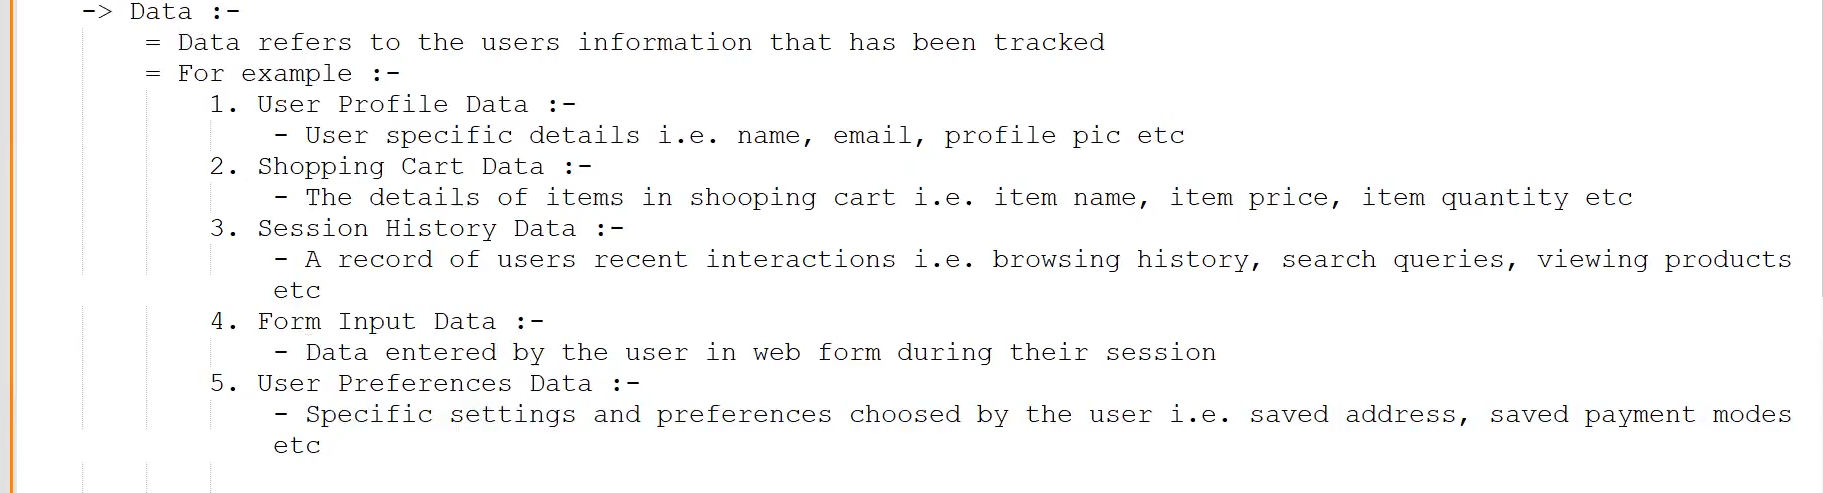 -> Data :-
= Data refers to the users information that has been tracked
= For example :-
1. User Profile Data :-
- User specific details i.e. name, email, profile pic etc
2. Shopping Cart Data :-
- The details of items in shooping cart i.e. item name, item price, item quantity etc
3. Session History Data :-
- A record of users recent interactions i.e. browsing history, search queries, viewing products
etc
4. Form Input Data :-
- Data entered by the user in web form during their session
5. User Preferences Data :-
- Specific settings and preferences choosed by the user i.e. saved address, saved payment modes
etc